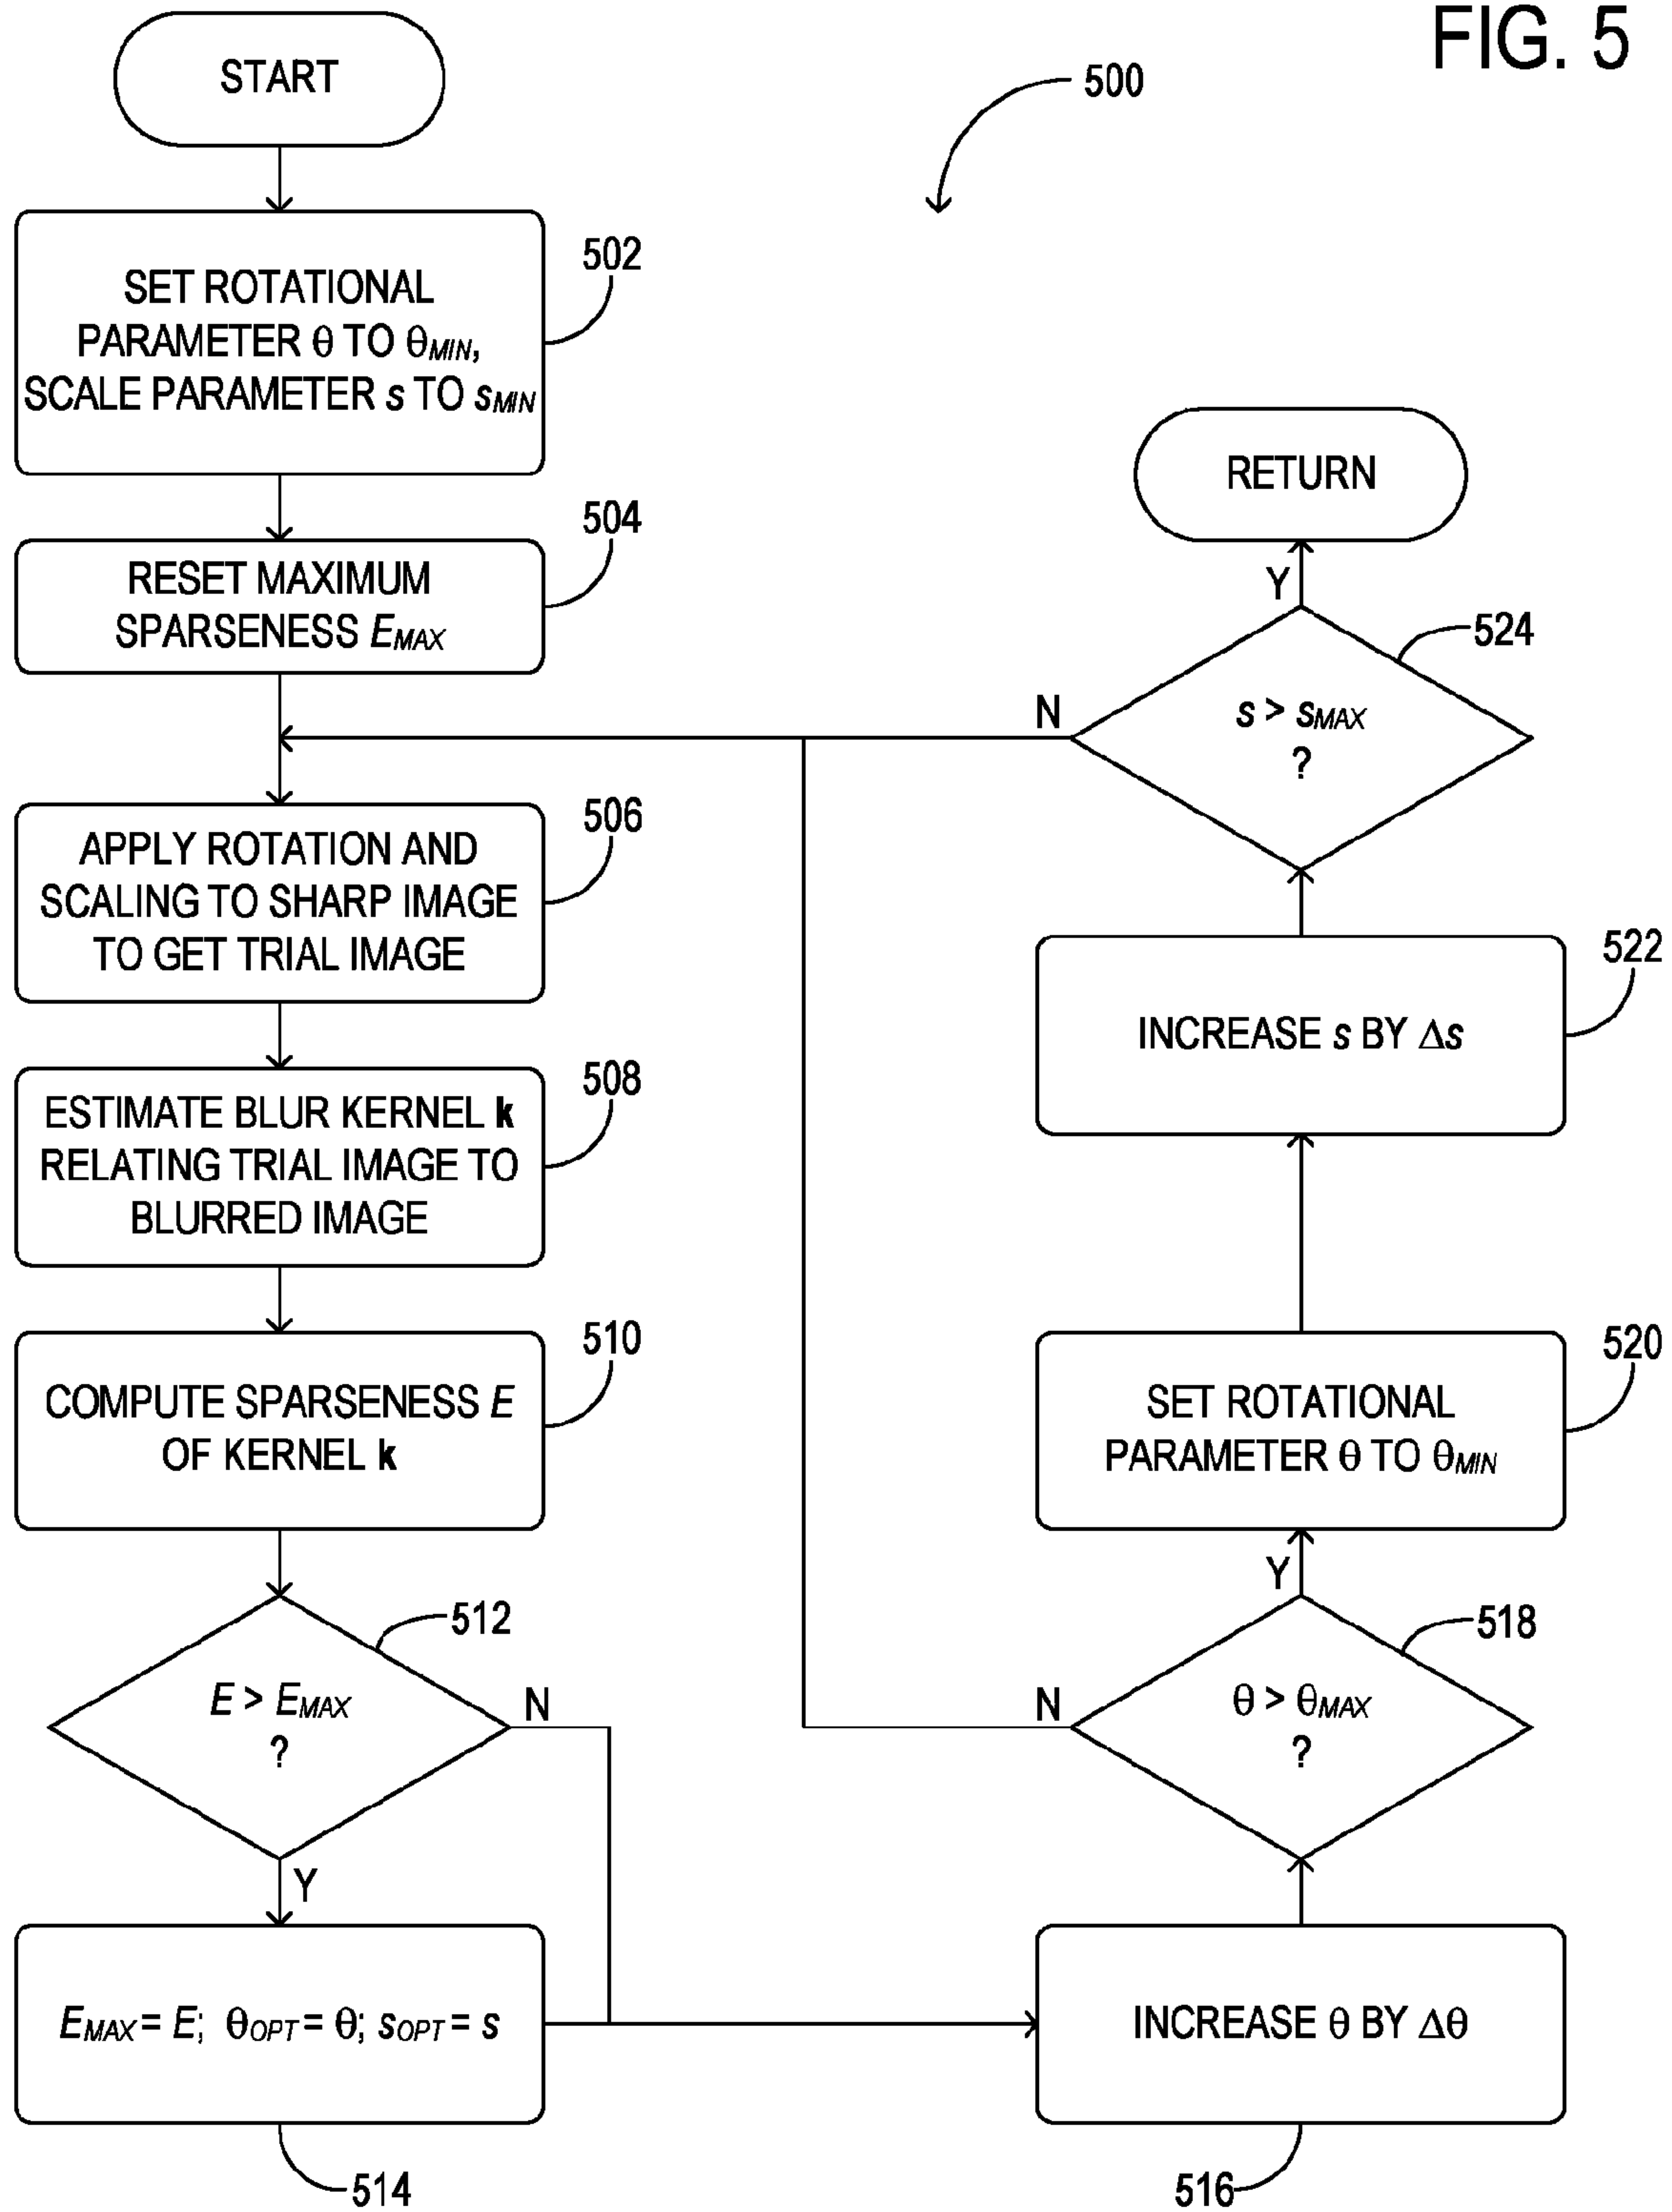 FIG. 5
500
START
502
SET ROTATIONAL
PARAMETER θ TO θMIN,
SCALE PARAMETER s TO sMIN
504
RESET MAXIMUM
SPARSENESS EMAX
506
APPLY ROTATION AND
SCALING TO SHARP IMAGE
TO GET TRIAL IMAGE
508
ESTIMATE BLUR KERNEL k
RELATING TRIAL IMAGE TO
BLURRED IMAGE
510
COMPUTE SPARSENESS E
OF KERNEL k
512
E > EMAX
?
N
Y
EMAX = E; θOPT = θ; sOPT = s
514
INCREASE θ BY Δθ
516
518
θ > θMAX
?
N
Y
520
SET ROTATIONAL
PARAMETER θ TO θMIN
522
INCREASE s BY Δs
524
s > sMAX
?
N
Y
RETURN